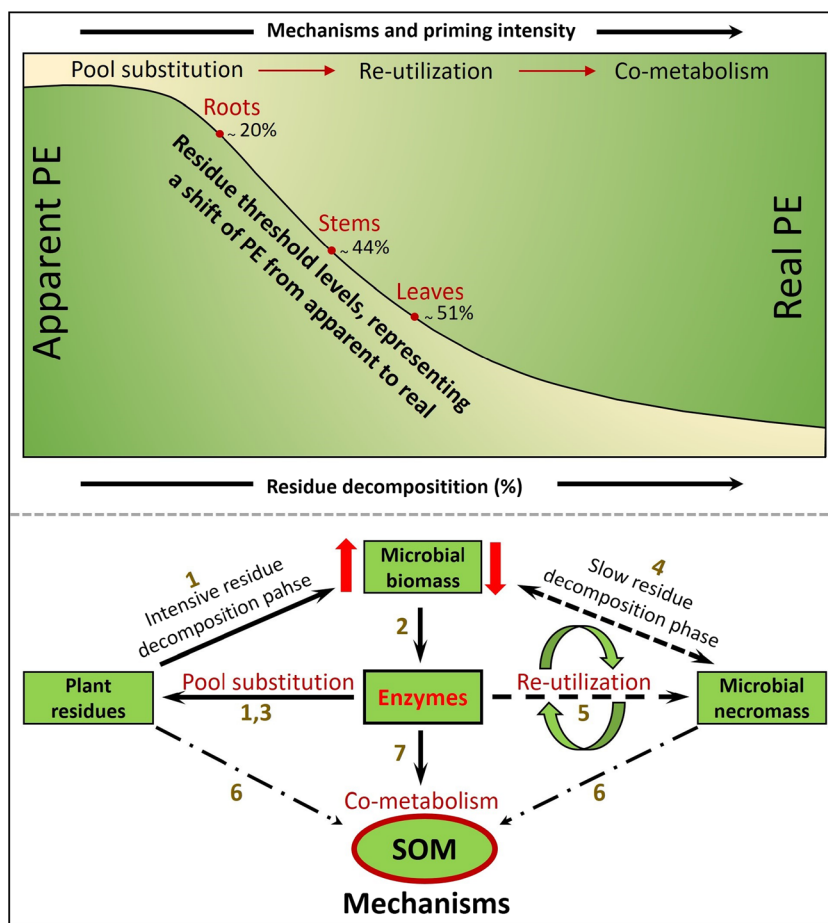 Mechanisms and priming intensity
Pool substitution
Re-utilization
Co-metabolism
Apparent PE
Roots
~ 20%
Stems
~ 44%
Leaves
~ 51%
Residue threshold levels, representing
a shift of PE from apparent to real
Real PE
Residue decompositition (%)
1
Intensive residue
decomposition pahse
Microbial
biomass
4
Slow residue
decomposition phase
2
Plant
residues
Pool substitution
1,3
Enzymes
Re-utilization
5
Microbial
necromass
6
7
6
Co-metabolism
SOM
Mechanisms